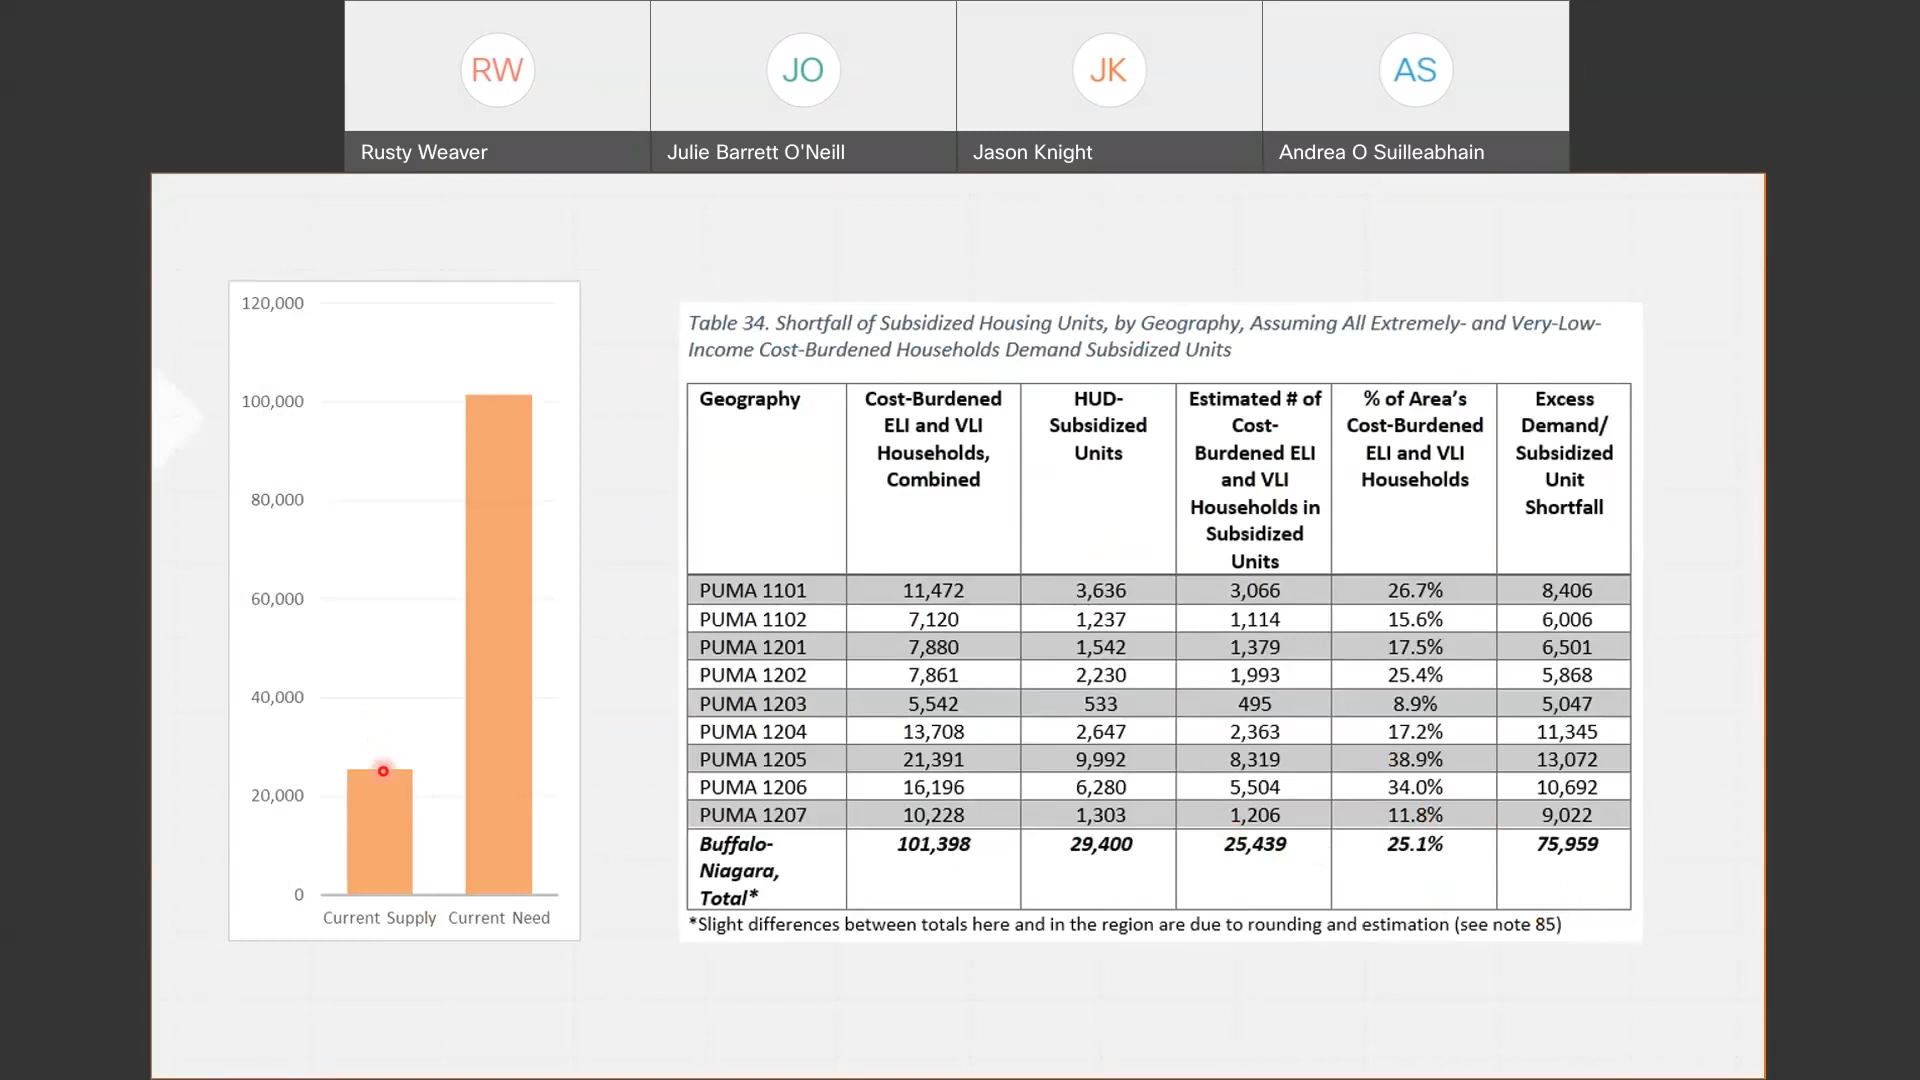 RW
JO
JK
AS
Rusty Weaver
Julie Barrett O'Neill
Jason Knight
Andrea O Suilleabhain
120,000
100,000
80,000
60,000
40,000
20,000
0
Current Supply
Current Need
Table 34. Shortfall of Subsidized Housing Units, by Geography, Assuming All Extremely- and Very-Low-
Income Cost-Burdened Households Demand Subsidized Units
Geography
Cost-Burdened
ELI and VLI
Households,
Combined
HUD-
Subsidized
Units
Estimated # of
Cost-
Burdened ELI
and VLI
Households in
Subsidized
Units
% of Area's
Cost-Burdened
ELI and VLI
Households
Excess
Demand/
Subsidized
Unit
Shortfall
PUMA 1101 11,472 3,636 3,066 26.7% 8,406
PUMA 1102 7,120 1,237 1,114 15.6% 6,006
PUMA 1201 7,880 1,542 1,379 17.5% 6,501
PUMA 1202 7,861 2,230 1,993 25.4% 5,868
PUMA 1203 5,542 533 495 8.9% 5,047
PUMA 1204 13,708 2,647 2,363 17.2% 11,345
PUMA 1205 21,391 9,992 8,319 38.9% 13,072
PUMA 1206 16,196 6,280 5,504 34.0% 10,692
PUMA 1207 10,228 1,303 1,206 11.8% 9,022
Buffalo-
Niagara,
Total*
101,398 29,400 25,439 25.1% 75,959
*Slight differences between totals here and in the region are due to rounding and estimation (see note 85)